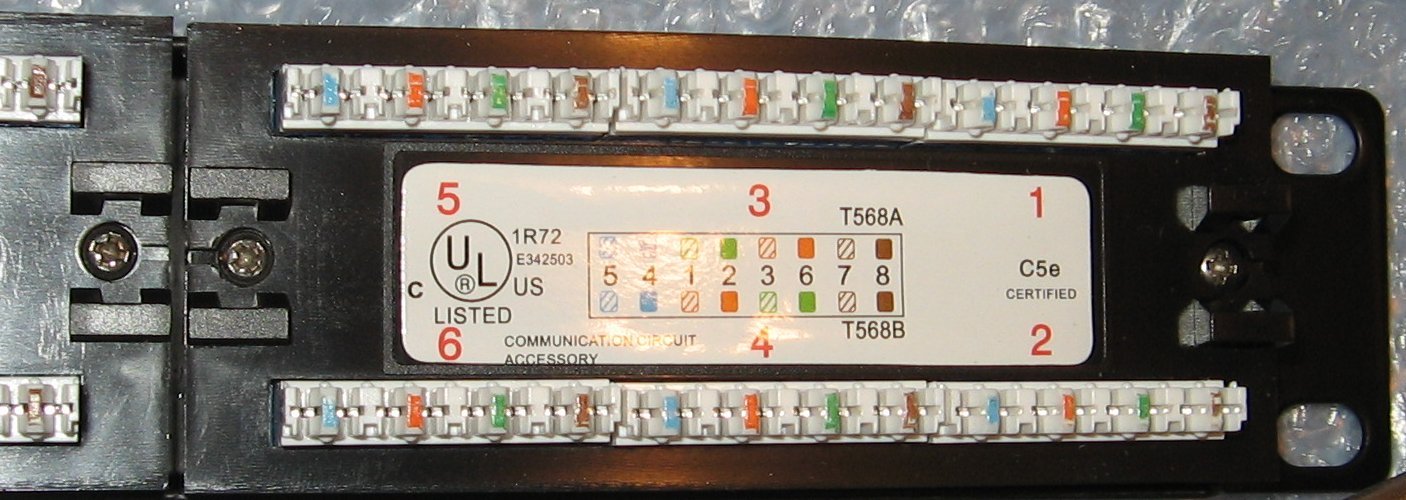 5 3 1
T568A
UL
®
1R72
E342503
C US
LISTED
5 4 1 2 3 6 7 8
C5e
CERTIFIED
T568B
COMMUNICATION CIRCUIT
ACCESSORY
6 4 2